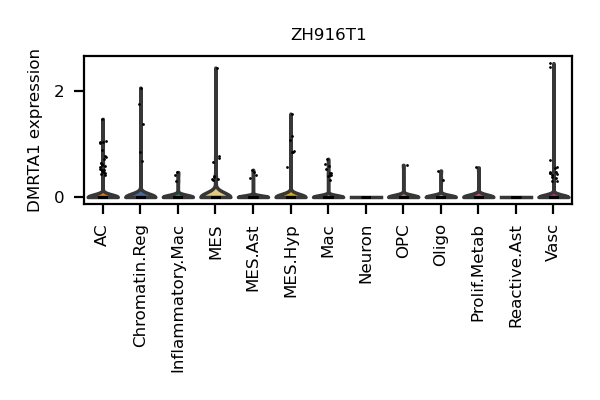 ZH916T1
DMRTA1 expression
2
0
AC
Chromatin.Reg
Inflammatory.Mac
MES
MES.Ast
MES.Hyp
Mac
Neuron
OPC
Oligo
Prolif.Metab
Reactive.Ast
Vasc